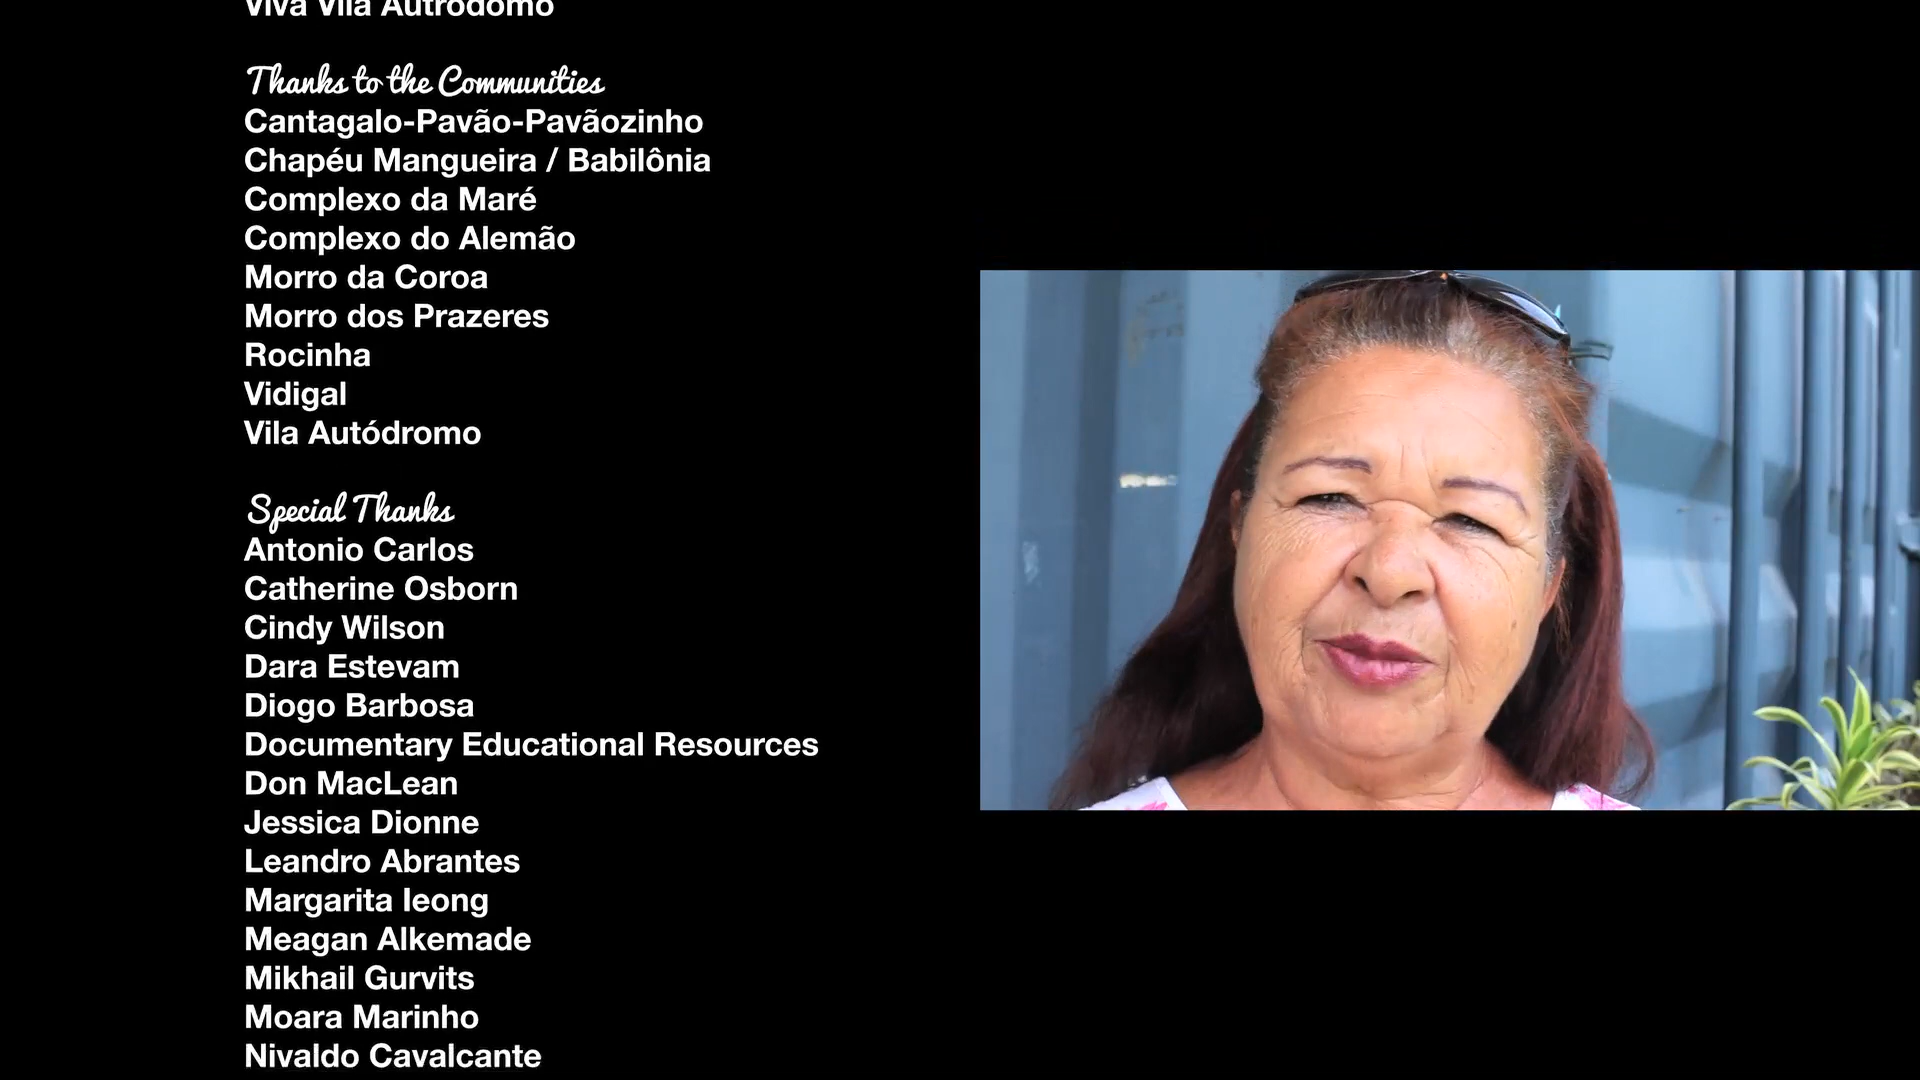 Viva Vila Autrodomo
Thanks to the Communities
Cantagalo-Pavão-Pavãozinho
Chapéu Mangueira / Babilônia
Complexo da Maré
Complexo do Alemão
Morro da Coroa
Morro dos Prazeres
Rocinha
Vidigal
Vila Autódromo
Special Thanks
Antonio Carlos
Catherine Osborn
Cindy Wilson
Dara Estevam
Diogo Barbosa
Documentary Educational Resources
Don MacLean
Jessica Dionne
Leandro Abrantes
Margarita Ieong
Meagan Alkemade
Mikhail Gurvits
Moara Marinho
Nivaldo Cavalcante